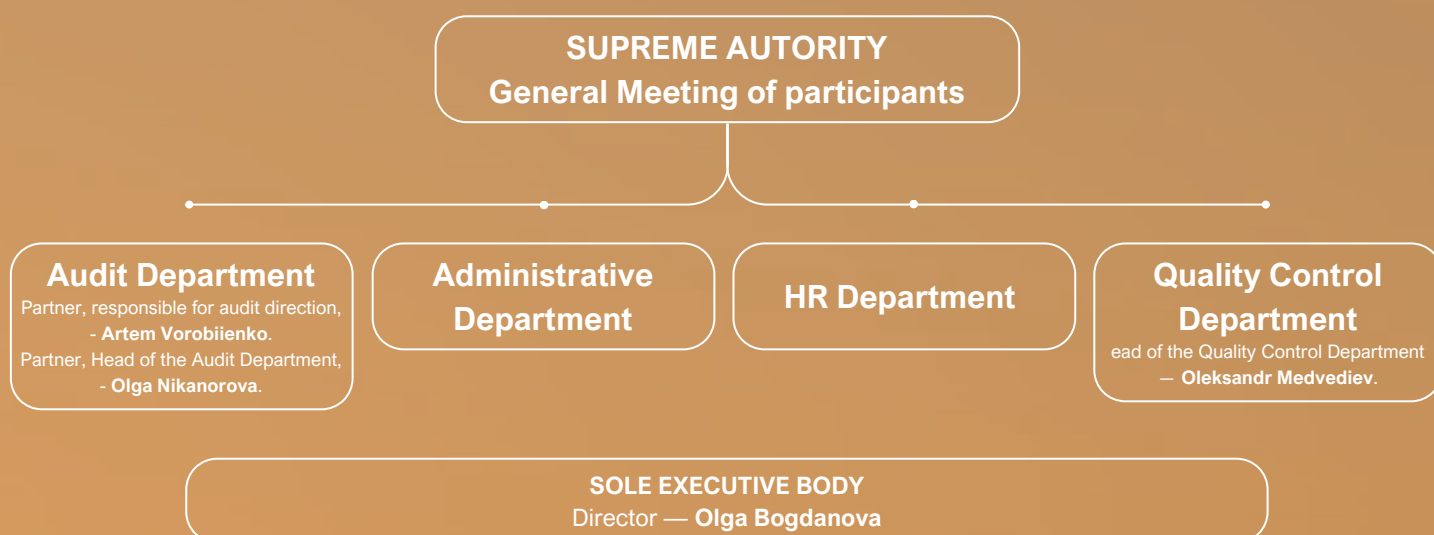 SUPREME AUTORITY
General Meeting of participants
Audit Department
Partner, responsible for audit direction,
- Artem Vorobiienko.
Partner, Head of the Audit Department,
- Olga Nikanorova.
Administrative
Department
HR Department
Quality Control
Department
ead of the Quality Control Department
— Oleksandr Medvediev.
SOLE EXECUTIVE BODY
Director — Olga Bogdanova